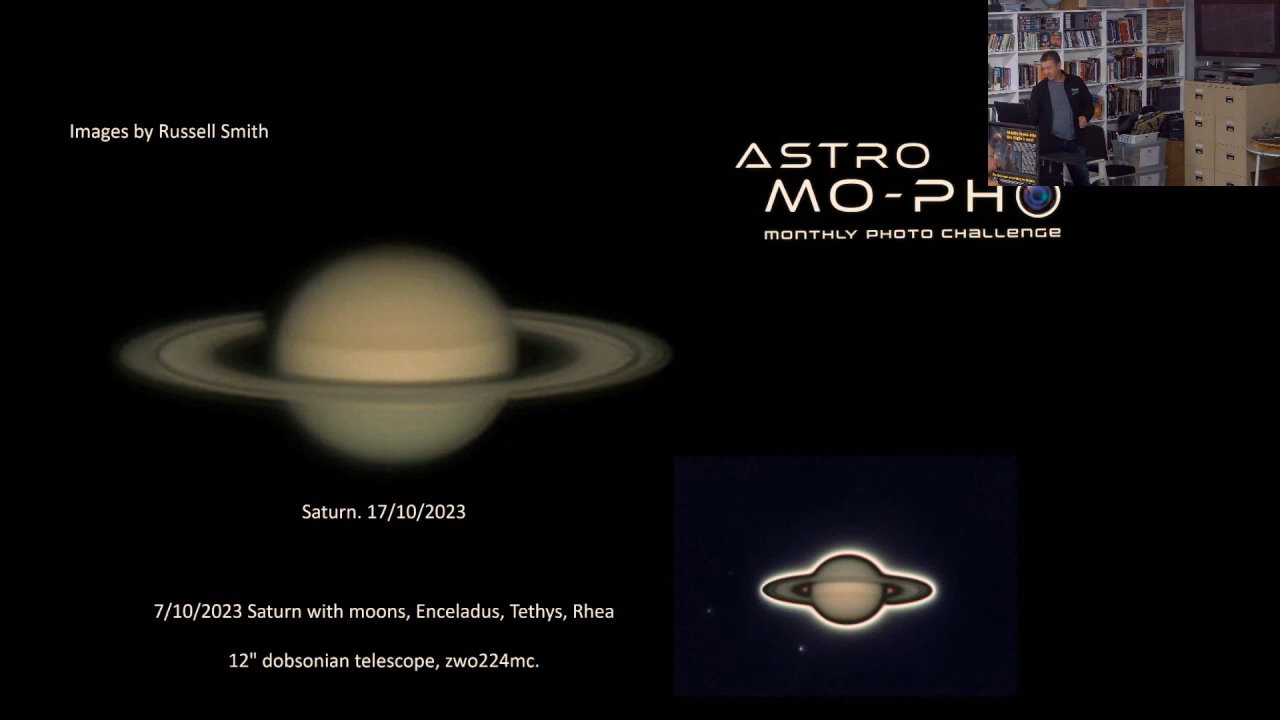 Images by Russell Smith
ASTRO
MO-PHO
MONTHLY PHOTO CHALLENGE
Saturn. 17/10/2023
7/10/2023 Saturn with moons, Enceladus, Tethys, Rhea
12" dobsonian telescope, zwo224mc.